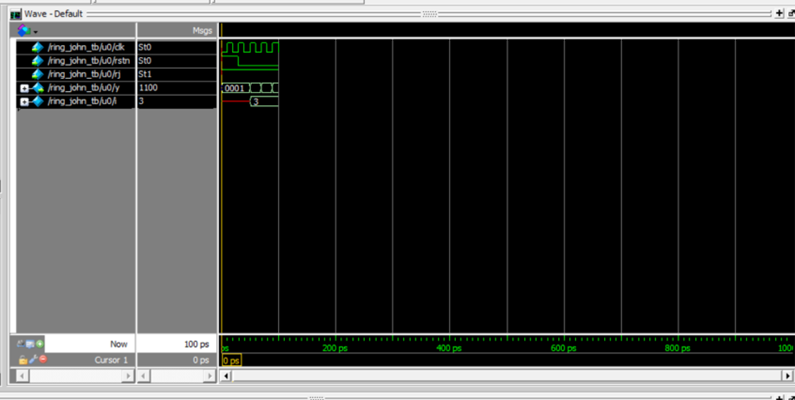 Wave - Default
Msgs
/ring_john_tb/u0/clk St0
/ring_john_tb/u0/rstn St0
/ring_john_tb/u0/rj St1
/ring_john_tb/u0/y 1100 0001
/ring_john_tb/u0/i 3 3
Now 100 ps ps 200 ps 400 ps 600 ps 800 ps 100
Cursor 1 0 ps 0 ps